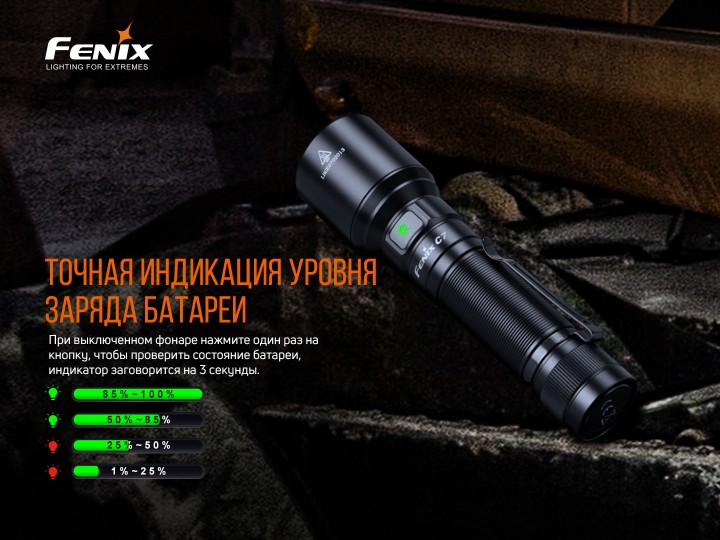 FENIX
LIGHTING FOR EXTREMES
FENIX C7
ТОЧНАЯ ИНДИКАЦИЯ УРОВНЯ
ЗАРЯДА БАТАРЕИ
При выключенном фонаре нажмите один раз на
кнопку, чтобы проверить состояние батареи,
индикатор заговорится на 3 секунды.
85%~100%
50%~85%
25%~50%
1%~25%